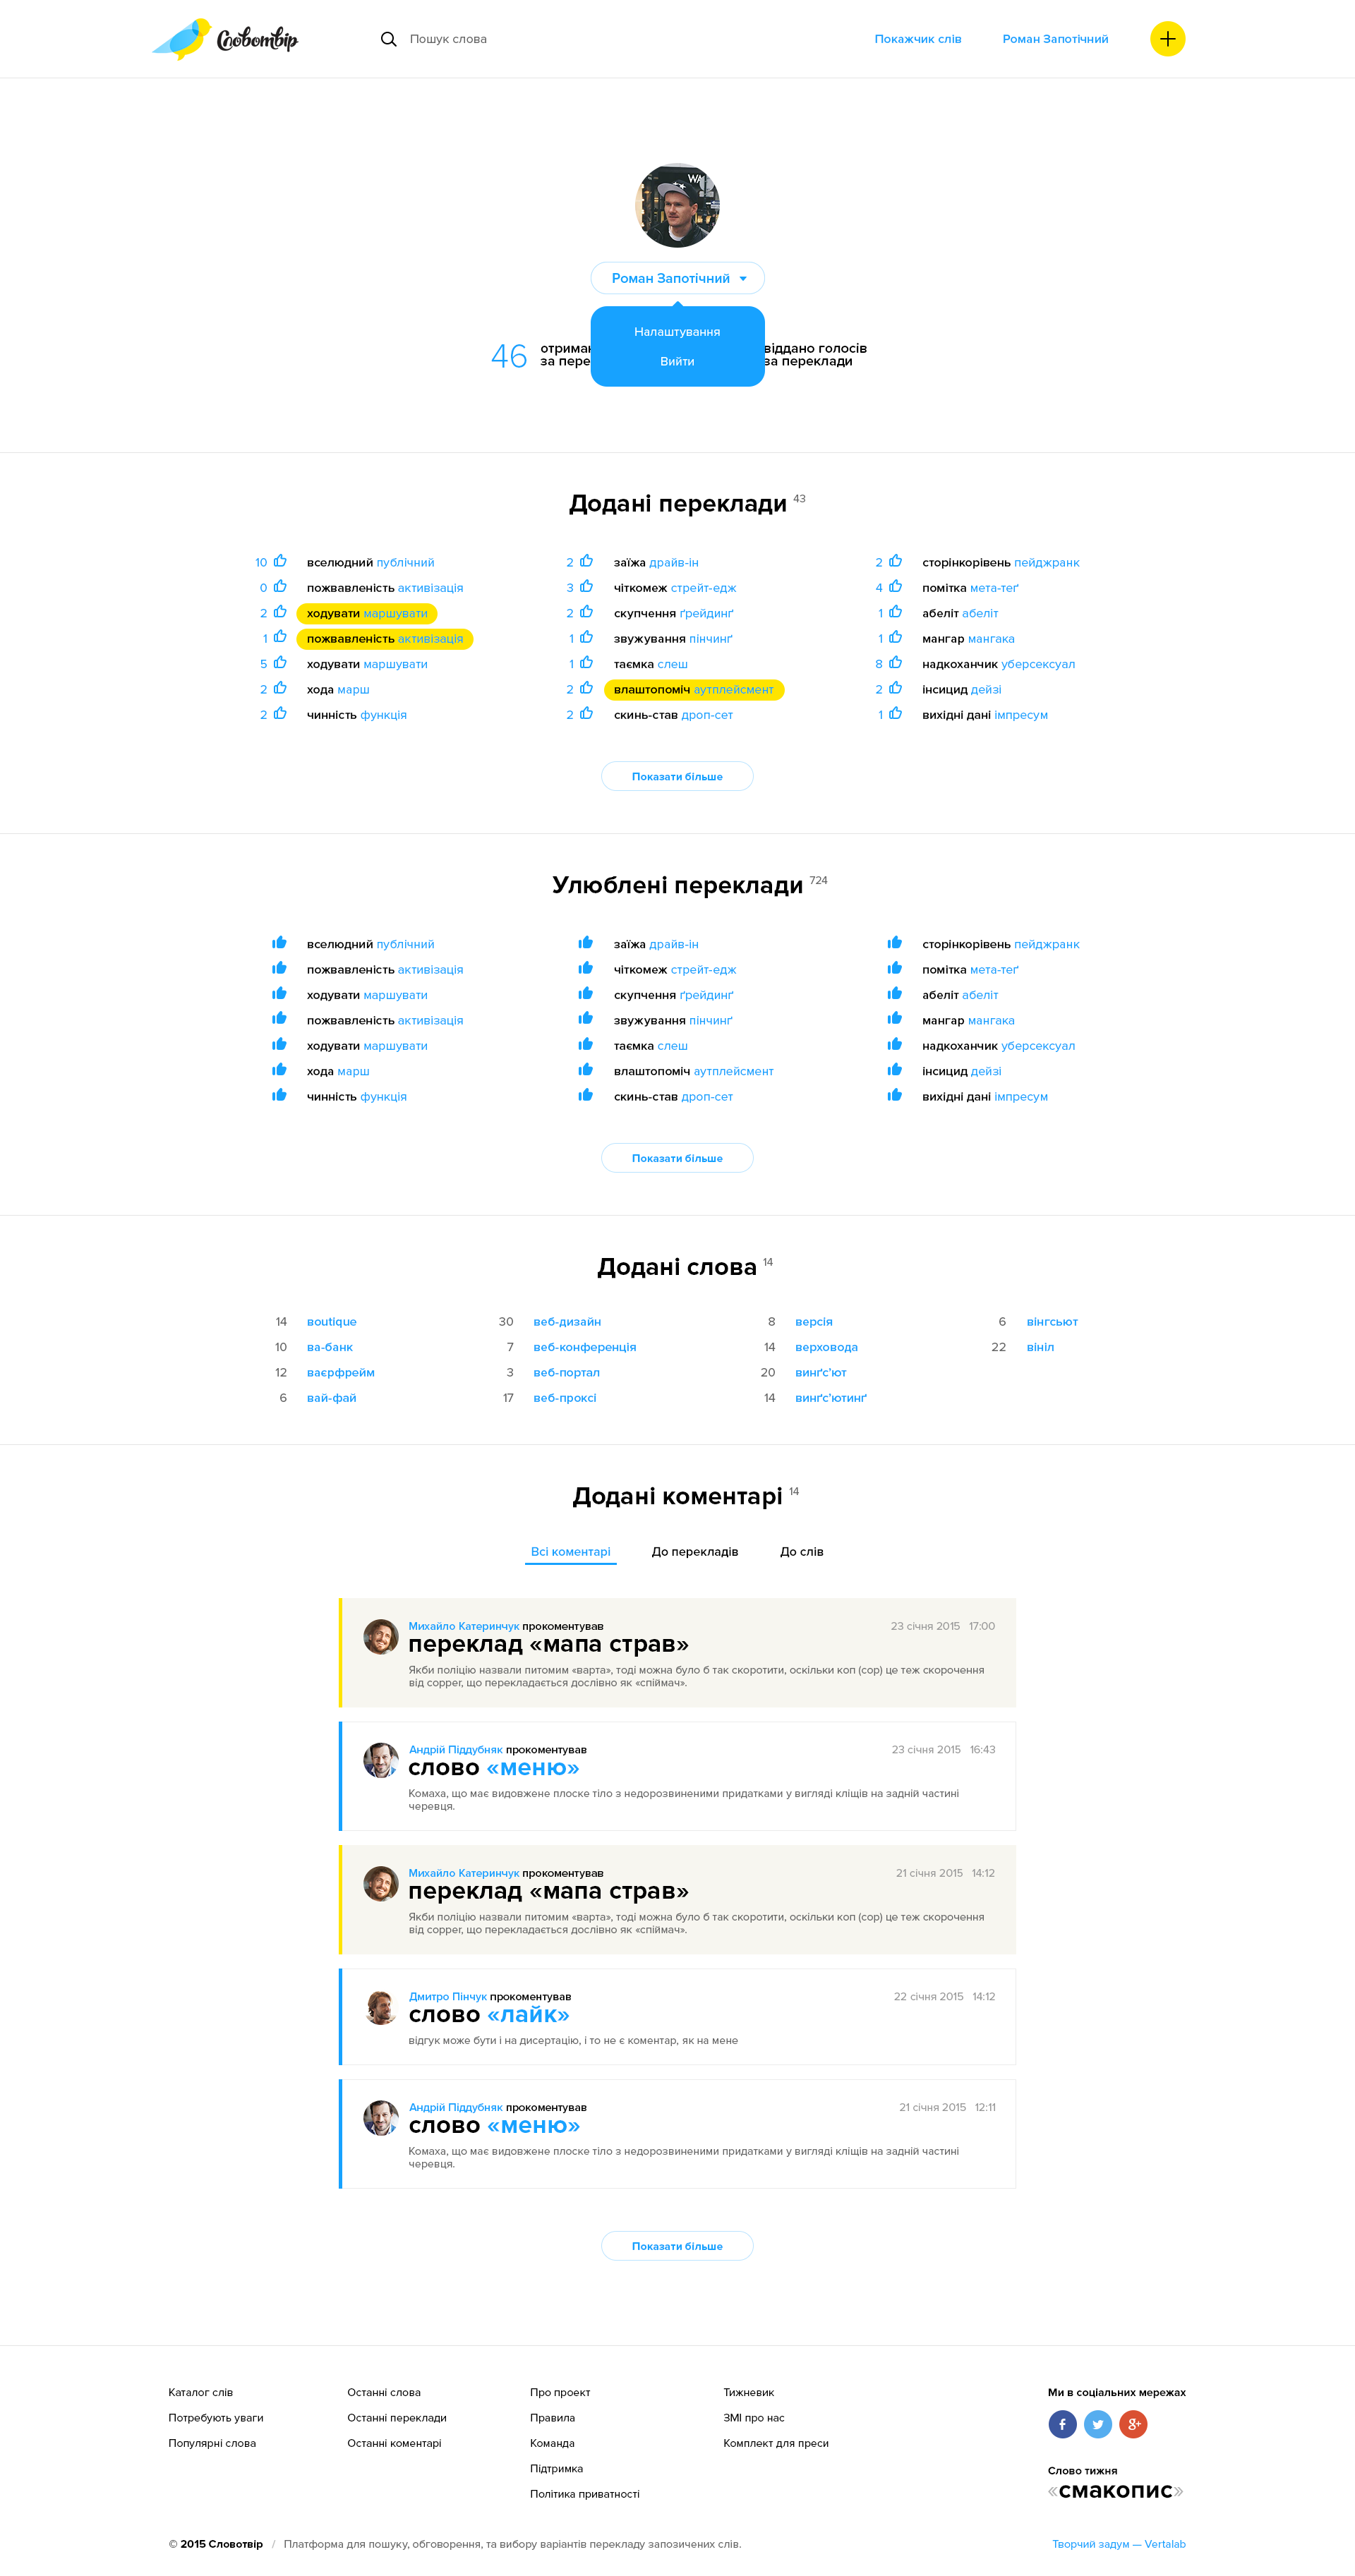 Словотвір
Пошук слова
Покажчик слів
Роман Запотічний
WA
Роман Запотічний
Налаштування
Вийти
46
віддано голосів
за переклади
Додані переклади 43
10 вселюдний публічний
0 пожвавленість активізація
2 ходувати маршувати
1 пожвавленість активізація
5 ходувати маршувати
2 хода марш
2 чинність функція
2 заїжа драйв-ін
3 чіткомеж стрейт-едж
2 скупчення ґрейдинґ
1 звужування пінчинґ
1 таємка слеш
2 влаштопоміч аутплейсмент
2 скинь-став дроп-сет
2 сторінкорівень пейджранк
4 помітка мета-теґ
1 абеліт абеліт
1 мангар мангака
8 надкоханчик уберсексуал
2 інсицид дейзі
1 вихідні дані імпресум
Показати більше
Улюблені переклади 724
вселюдний публічний
пожвавленість активізація
ходувати маршувати
пожвавленість активізація
ходувати маршувати
хода марш
чинність функція
заїжа драйв-ін
чіткомеж стрейт-едж
скупчення ґрейдинґ
звужування пінчинґ
таємка слеш
влаштопоміч аутплейсмент
скинь-став дроп-сет
сторінкорівень пейджранк
помітка мета-теґ
абеліт абеліт
мангар мангака
надкоханчик уберсексуал
інсицид дейзі
вихідні дані імпресум
Показати більше
Додані слова 14
14 воutique
10 ва-банк
12 ваєрфрейм
6 вай-фай
30 веб-дизайн
7 веб-конференція
3 веб-портал
17 веб-проксі
8 версія
14 верховода
20 винґс'ют
14 винґс'ютинґ
6 вінгсьют
22 вініл
Додані коментарі 14
Всі коментарі
До перекладів
До слів
Михайло Катеринчук прокоментував
23 січня 2015 17:00
переклад «мапа страв»
Якби поліцію назвали питомим «варта», тоді можна було б так скоротити, оскільки коп (cop) це теж скорочення
від copper, що перекладається дослівно як «спіймач».
Андрій Піддубняк прокоментував
23 січня 2015 16:43
слово «меню»
Комаха, що має видовжене плоске тіло з недорозвиненими придатками у вигляді кліщів на задній частині
черевця.
Михайло Катеринчук прокоментував
21 січня 2015 14:12
переклад «мапа страв»
Якби поліцію назвали питомим «варта», тоді можна було б так скоротити, оскільки коп (cop) це теж скорочення
від copper, що перекладається дослівно як «спіймач».
Дмитро Пінчук прокоментував
22 січня 2015 14:12
слово «лайк»
відгук може бути і на дисертацію, і то не є коментар, як на мене
Андрій Піддубняк прокоментував
21 січня 2015 12:11
слово «меню»
Комаха, що має видовжене плоске тіло з недорозвиненими придатками у вигляді кліщів на задній частині
черевця.
Показати більше
Каталог слів
Потребують уваги
Популярні слова
Останні слова
Останні переклади
Останні коментарі
Про проект
Правила
Команда
Підтримка
Політика приватності
Тижневик
ЗМІ про нас
Комплект для преси
Ми в соціальних мережах
f
g+
Слово тижня
«смакопис»
© 2015 Словотвір / Платформа для пошуку, обговорення, та вибору варіантів перекладу запозичених слів.
Творчий задум — Vertalab